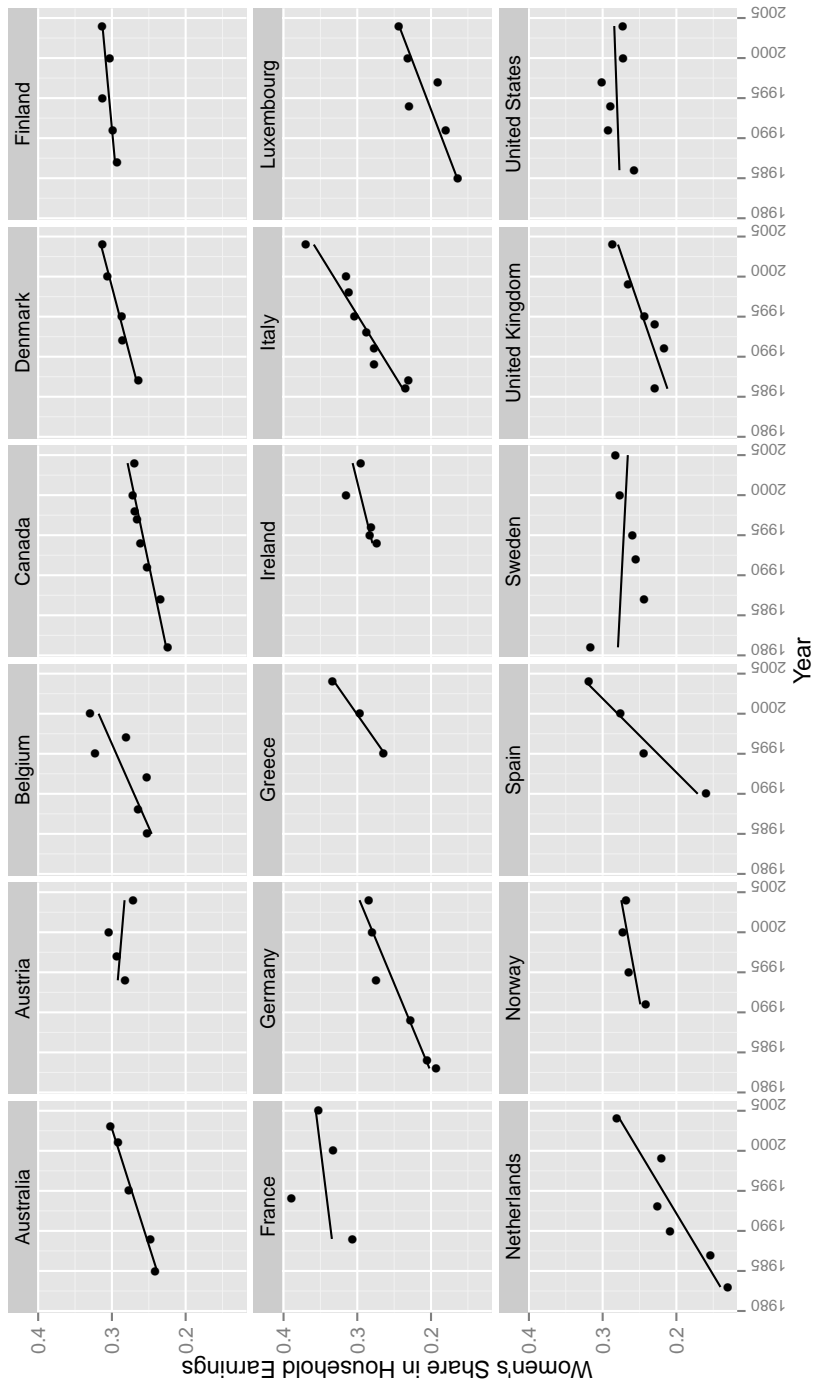 Australia
Austria
Belgium
Canada
Denmark
Finland
France
Germany
Greece
Ireland
Italy
Luxembourg
Netherlands
Norway
Spain
Sweden
United Kingdom
United States
0.4
0.3
0.2
0.4
0.3
0.2
0.4
0.3
0.2
1980 1985 1990 1995 2000 2005
1980 1985 1990 1995 2000 2005
1980 1985 1990 1995 2000 2005
1980 1985 1990 1995 2000 2005
1980 1985 1990 1995 2000 2005
1980 1985 1990 1995 2000 2005
Year
Women's Share in Household Earnings